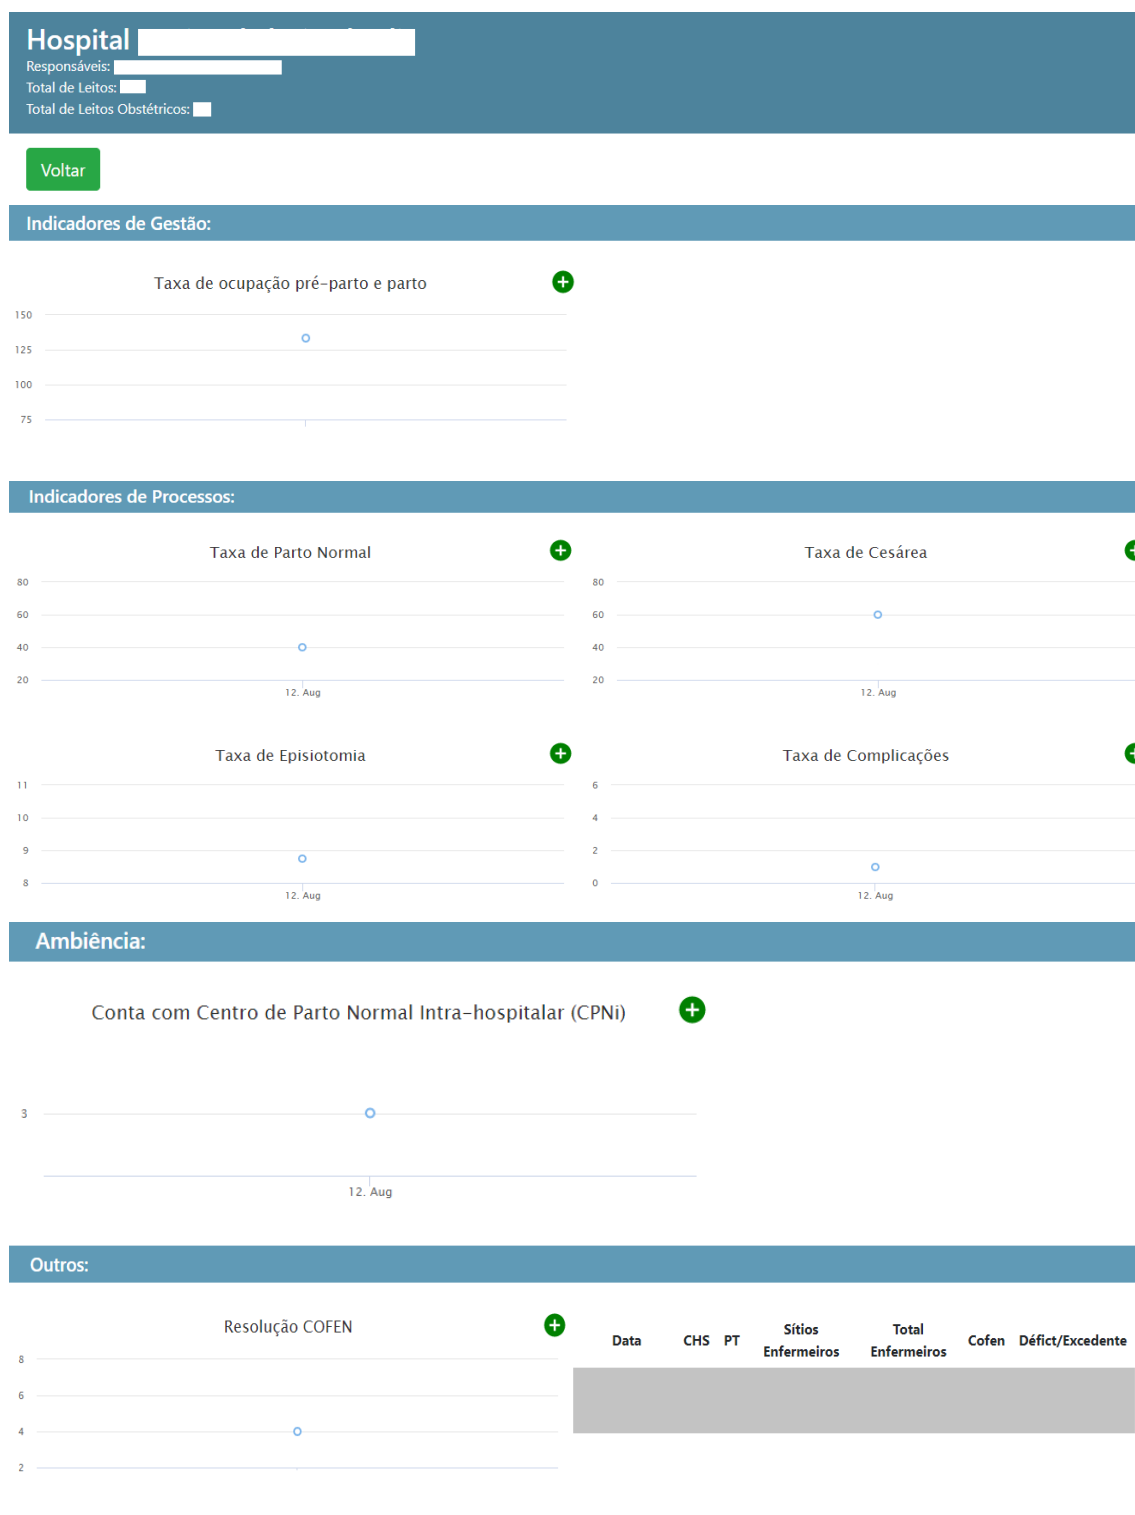 Hospital
Responsáveis:
Total de Leitos:
Total de Leitos Obstétricos:
Voltar
Indicadores de Gestão:
Taxa de ocupação pré-parto e parto
150
125
100
75
Indicadores de Processos:
Taxa de Parto Normal
80
60
40
20
12. Aug
Taxa de Cesárea
80
60
40
20
12. Aug
Taxa de Episiotomia
11
10
9
8
12. Aug
Taxa de Complicações
6
4
2
0
12. Aug
Ambiência:
Conta com Centro de Parto Normal Intra-hospitalar (CPNi)
3
12. Aug
Outros:
Resolução COFEN
8
6
4
2
Data CHS PT Sítios Enfermeiros Total Enfermeiros Cofen Défict/Excedente